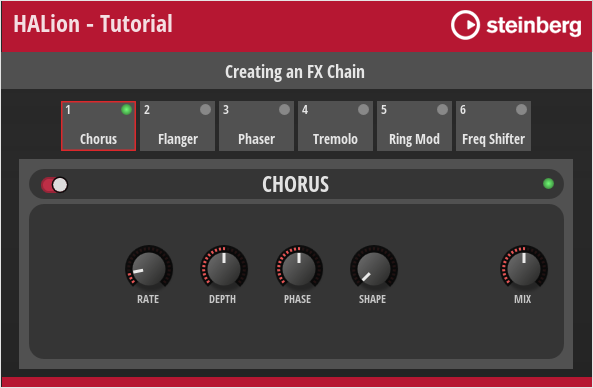 HALion - Tutorial
steinberg
Creating an FX Chain
1 2 3 4 5 6
Chorus Flanger Phaser Tremolo Ring Mod Freq Shifter
CHORUS
RATE DEPTH PHASE SHAPE MIX